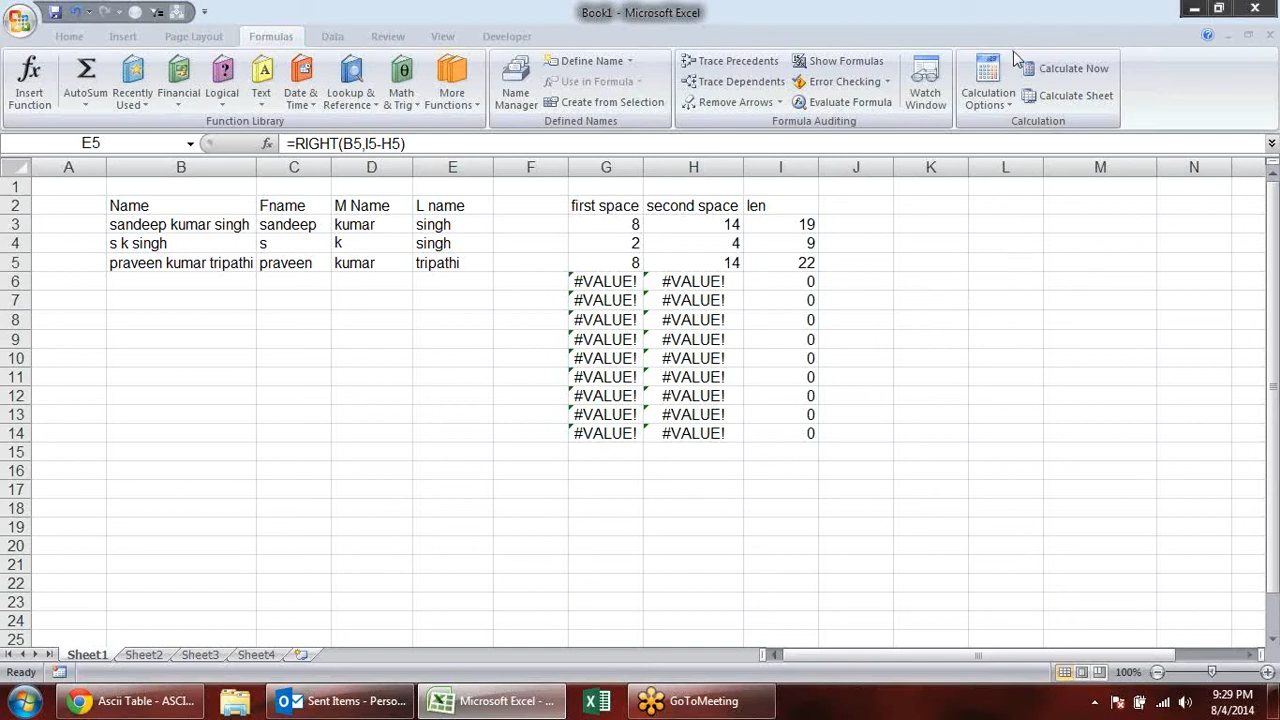 Book1 - Microsoft Excel
Home Insert Page Layout Formulas Data Review View Developer
Insert Function
AutoSum
Recently Used
Financial
Logical
Text
Date & Time
Lookup & Reference
Math & Trig
More Functions
Function Library
Name Manager
Define Name
Use in Formula
Create from Selection
Defined Names
Trace Precedents
Trace Dependents
Remove Arrows
Show Formulas
Error Checking
Evaluate Formula
Formula Auditing
Watch Window
Calculation Options
Calculate Now
Calculate Sheet
Calculation
E5 fx =RIGHT(B5,I5-H5)
A B C D E F G H I J K L M N
1
2 Name Fname M Name L name first space second space len
3 sandeep kumar singh sandeep kumar singh 8 14 19
4 s k singh s k singh 2 4 9
5 praveen kumar tripathi praveen kumar tripathi 8 14 22
6 #VALUE! #VALUE! 0
7 #VALUE! #VALUE! 0
8 #VALUE! #VALUE! 0
9 #VALUE! #VALUE! 0
10 #VALUE! #VALUE! 0
11 #VALUE! #VALUE! 0
12 #VALUE! #VALUE! 0
13 #VALUE! #VALUE! 0
14 #VALUE! #VALUE! 0
15
16
17
18
19
20
21
22
23
24
25
Sheet1 Sheet2 Sheet3 Sheet4
Ready 100%
Ascii Table - ASCI... Sent Items - Perso... Microsoft Excel - ... GoToMeeting 9:29 PM
8/4/2014